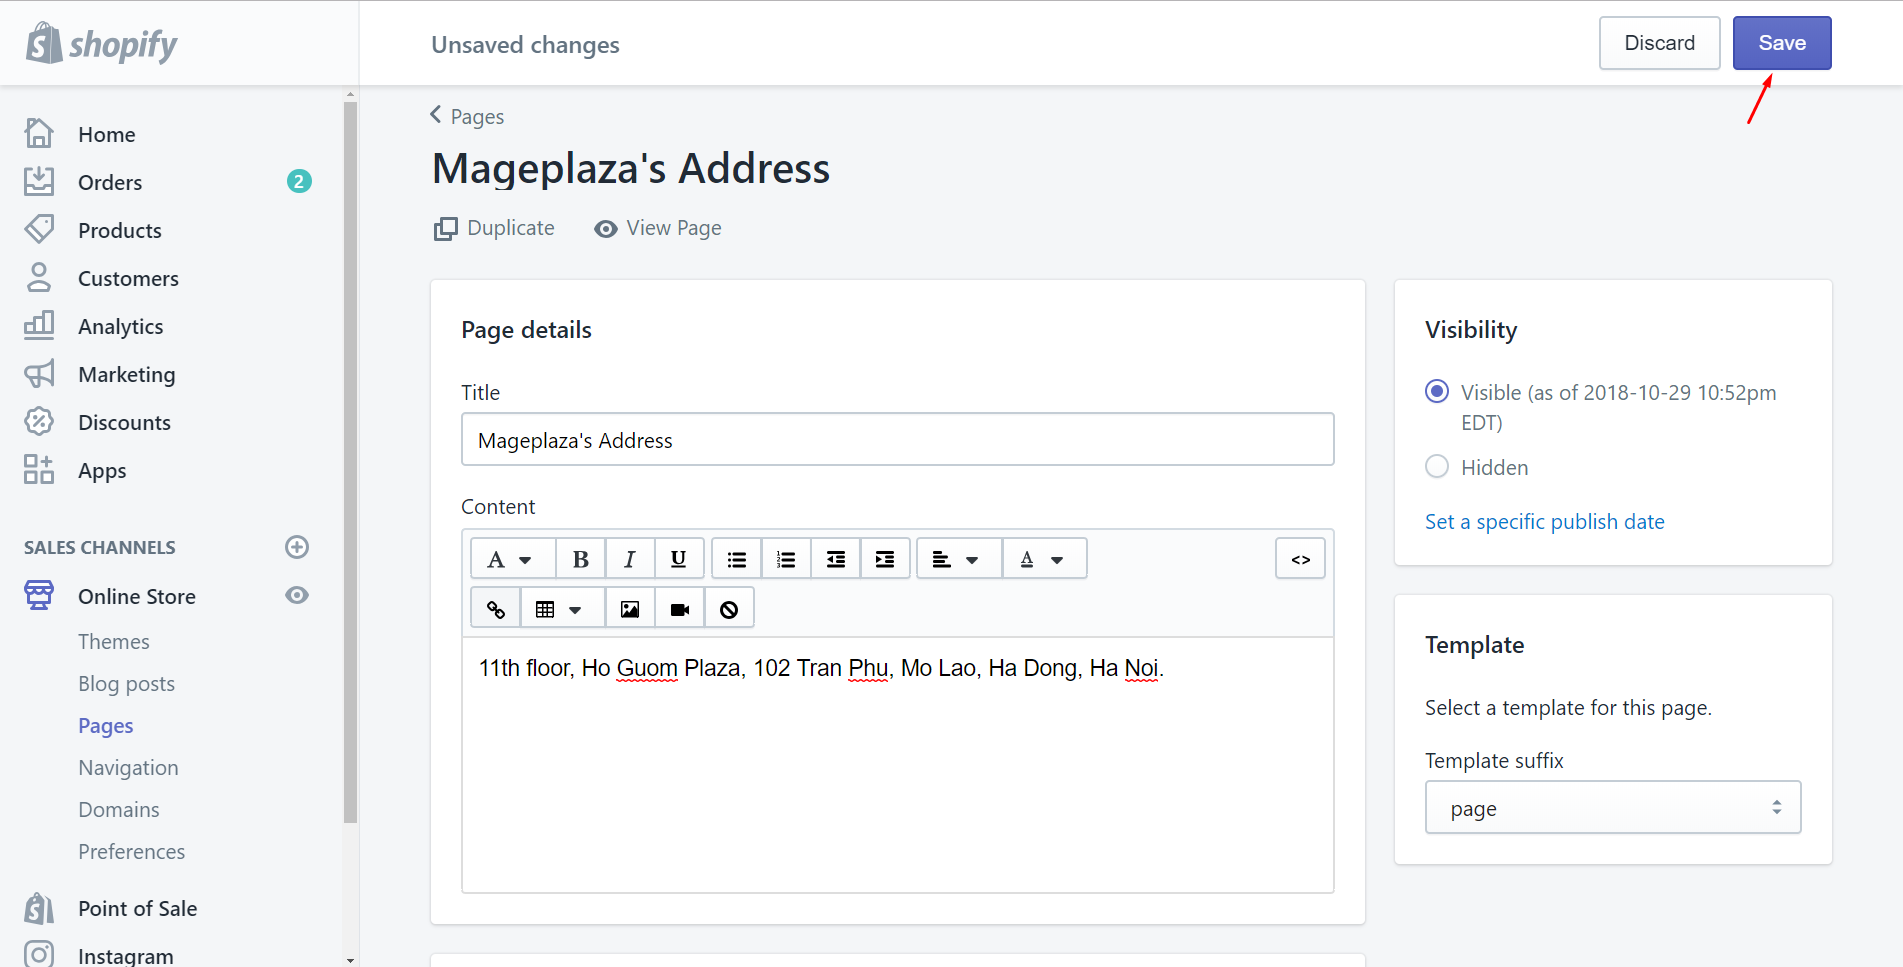 shopify
Unsaved changes
Discard
Save
Home
Orders
2
Products
Customers
Analytics
Marketing
Discounts
Apps
SALES CHANNELS
Online Store
Themes
Blog posts
Pages
Navigation
Domains
Preferences
Point of Sale
Instagram
Pages
Mageplaza's Address
Duplicate
View Page
Page details
Title
Mageplaza's Address
Content
A B I U A <>
11th floor, Ho Guom Plaza, 102 Tran Phu, Mo Lao, Ha Dong, Ha Noi.
Visibility
Visible (as of 2018-10-29 10:52pm
EDT)
Hidden
Set a specific publish date
Template
Select a template for this page.
Template suffix
page